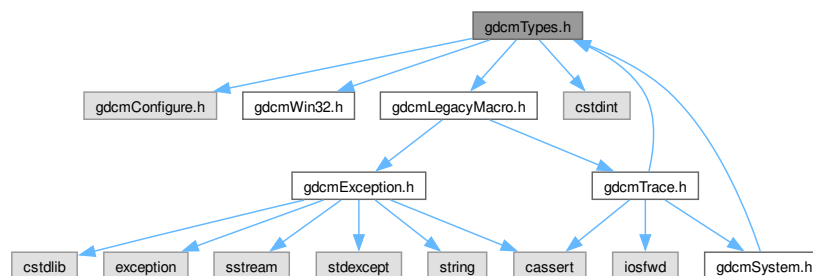 gdcmTypes.h
gdcmConfigure.h
gdcmWin32.h
gdcmLegacyMacro.h
cstdint
gdcmException.h
gdcmTrace.h
cstdlib
exception
sstream
stdexcept
string
cassert
iosfwd
gdcmSystem.h